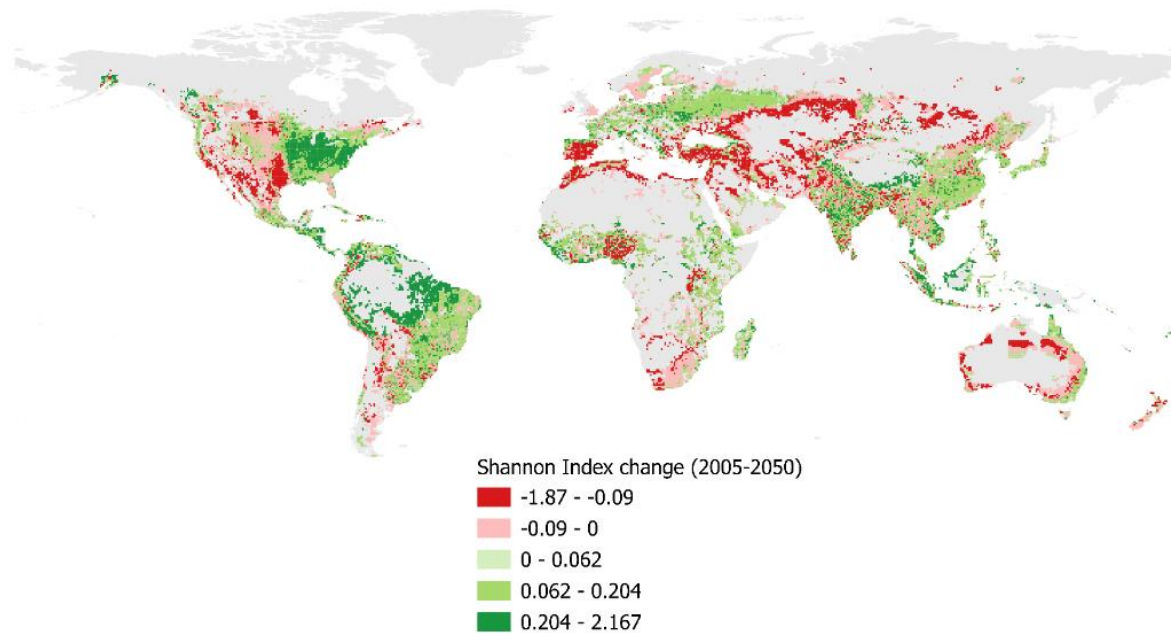 Shannon Index change (2005-2050)
-1.87 - -0.09
-0.09 - 0
0 - 0.062
0.062 - 0.204
0.204 - 2.167